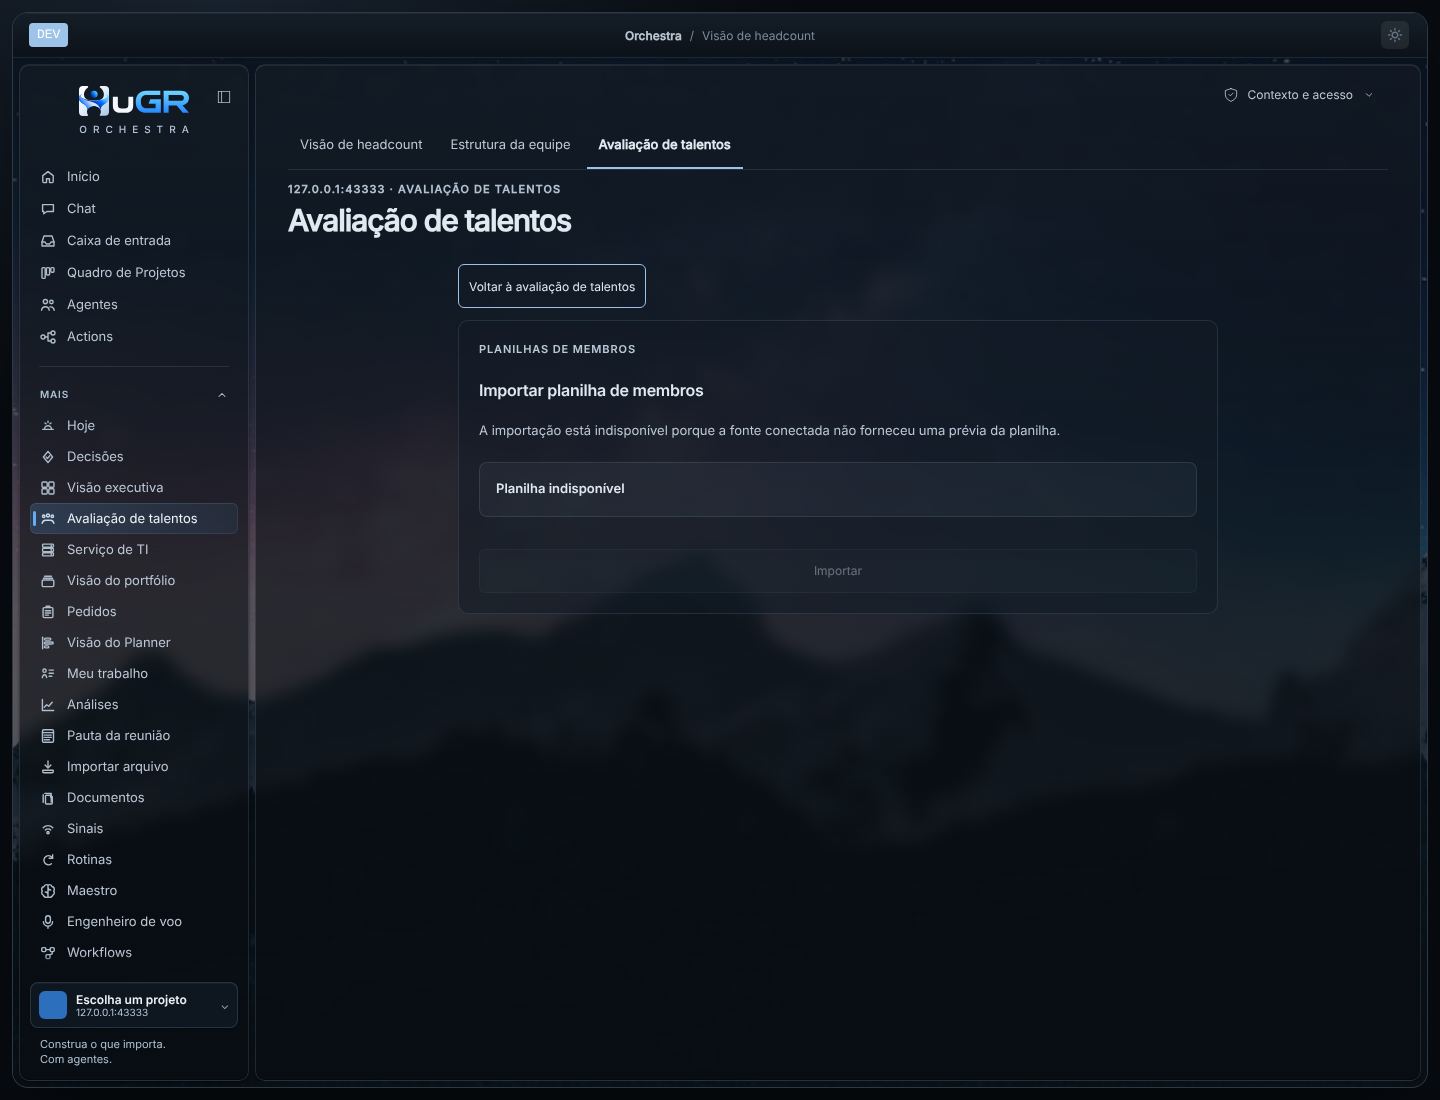 DEV
Orchestra / Visão de headcount
HuGR
ORCHESTRA
Contexto e acesso
Início
Chat
Caixa de entrada
Quadro de Projetos
Agentes
Actions
MAIS
Hoje
Decisões
Visão executiva
Avaliação de talentos
Serviço de TI
Visão do portfólio
Pedidos
Visão do Planner
Meu trabalho
Análises
Pauta da reunião
Importar arquivo
Documentos
Sinais
Rotinas
Maestro
Engenheiro de voo
Workflows
Escolha um projeto
127.0.0.1:43333
Construa o que importa.
Com agentes.
Visão de headcount
Estrutura da equipe
Avaliação de talentos
127.0.0.1:43333 · AVALIAÇÃO DE TALENTOS
Avaliação de talentos
Voltar à avaliação de talentos
PLANILHAS DE MEMBROS
Importar planilha de membros
A importação está indisponível porque a fonte conectada não forneceu uma prévia da planilha.
Planilha indisponível
Importar